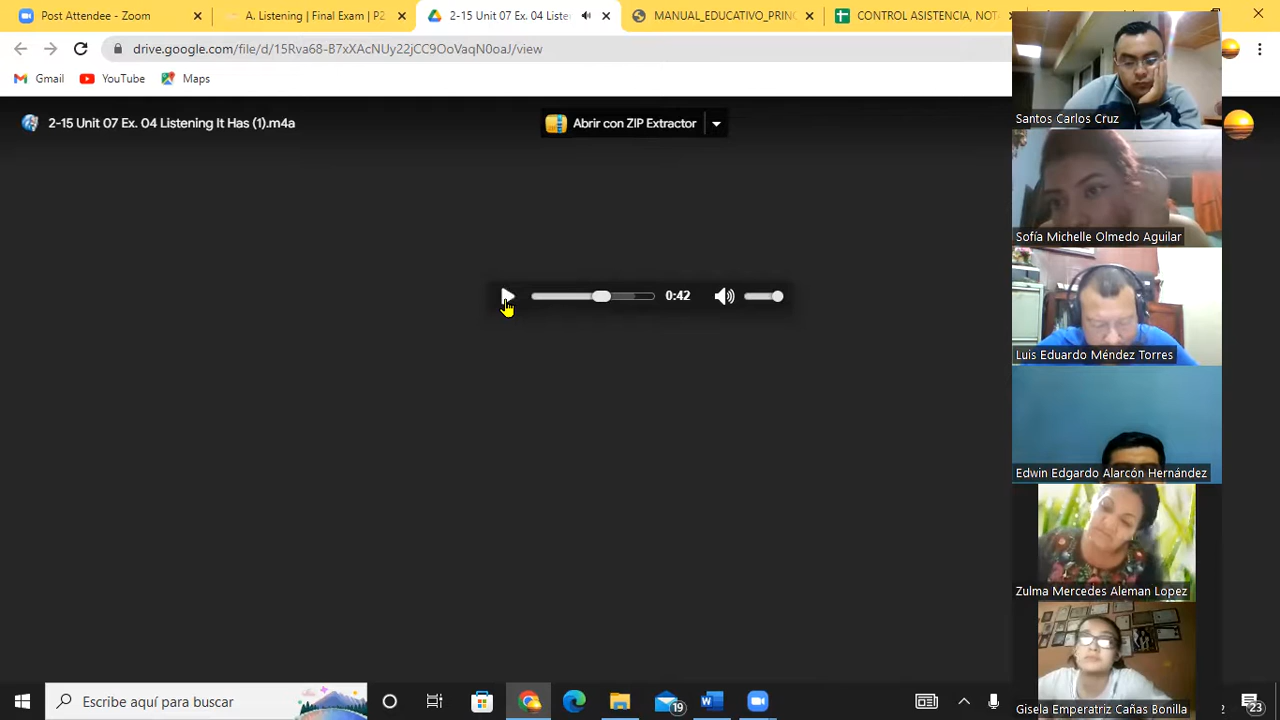 Post Attendee - Zoom
A. Listening | Final Exam | P2
2-15 Unit 07 Ex. 04 Liste
MANUAL_EDUCATIVO_PRINC
CONTROL ASISTENCIA, NOT
drive.google.com/file/d/15Rva68-B7xXAcNUy22jCC9OoVaqN0oaJ/view
Gmail
YouTube
Maps
2-15 Unit 07 Ex. 04 Listening It Has (1).m4a
Abrir con ZIP Extractor
0:42
Santos Carlos Cruz
Sofía Michelle Olmedo Aguilar
Luis Eduardo Méndez Torres
Edwin Edgardo Alarcón Hernández
Zulma Mercedes Aleman Lopez
Gisela Emperatriz Cañas Bonilla
Escribe aquí para buscar
19
2
23